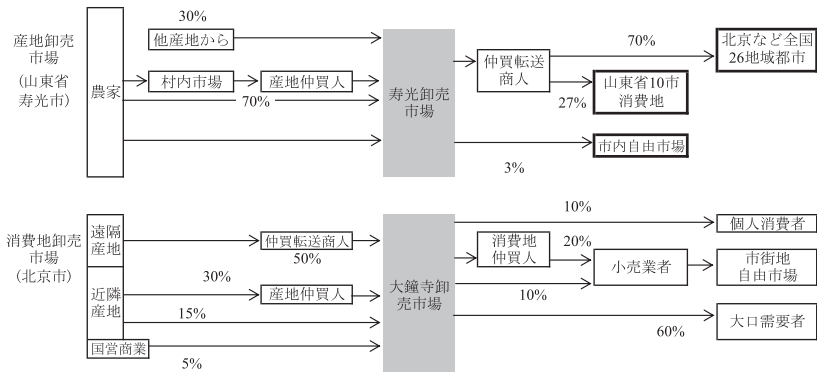 30%
産地卸売
市場
(山東省
寿光市)
他産地から
農家
村内市場
産地仲買人
70%
寿光卸売
市場
仲買転送
商人
70%
北京など全国
26地域都市
27%
山東省10市
消費地
市内自由市場
3%
消費地卸売
市場
(北京市)
遠隔
産地
仲買転送商人
50%
近隣
産地
30%
産地仲買人
15%
国営商業
5%
大鐘寺卸
売市場
10%
個人消費者
消費地
仲買人
20%
小売業者
市街地
自由市場
10%
60%
大口需要者